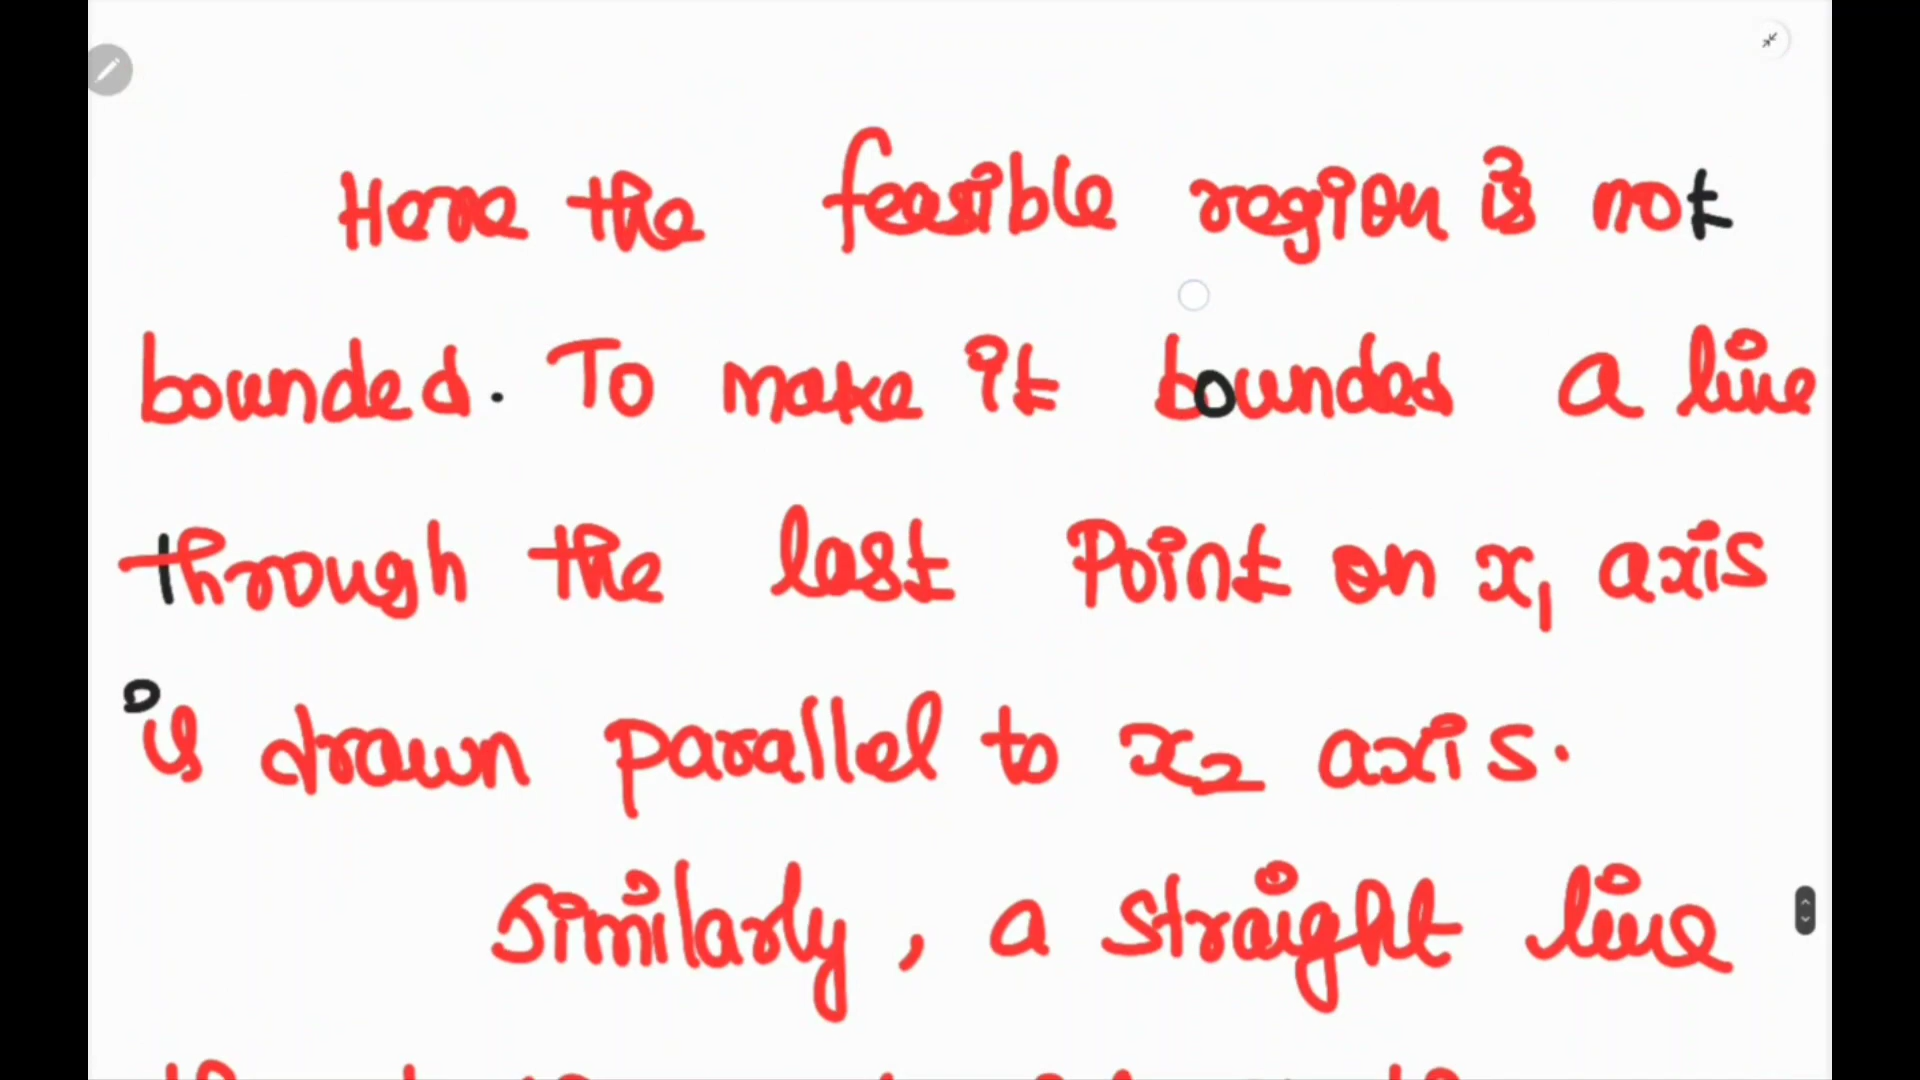 Here the feasible region is not
bounded. To make it bounded a line
through the last Point on x₁ axis
is drawn parallel to x₂ axis.
Similarly, a straight line